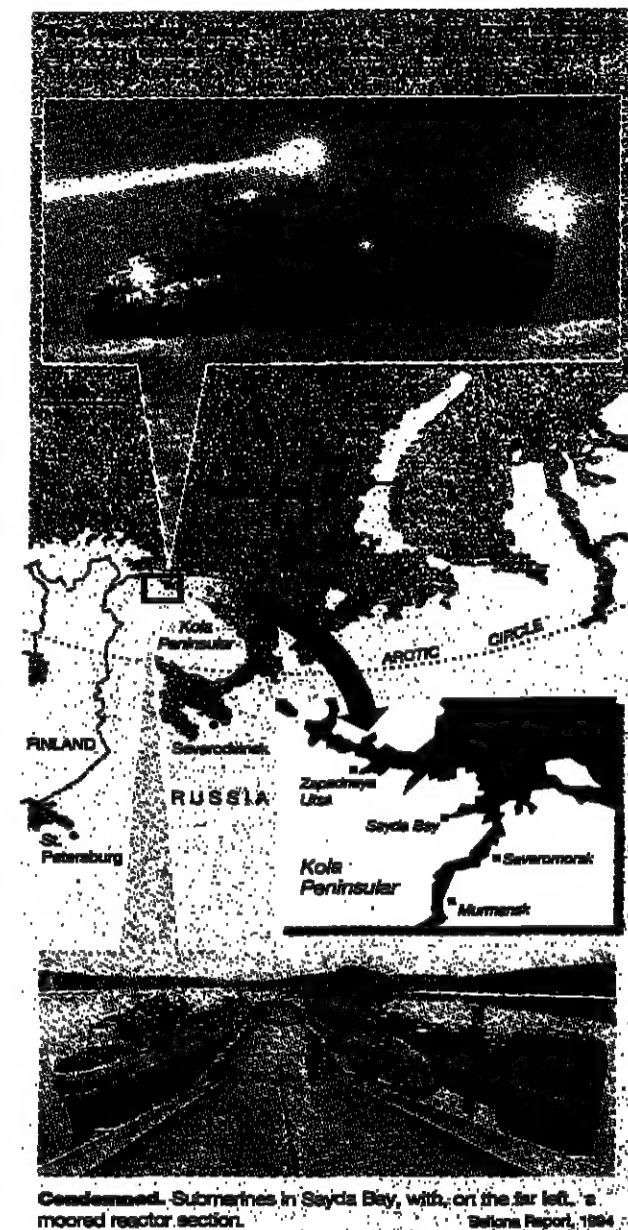 Kola
Peninsular
ARCTIC CIRCLE
FINLAND
Severodvinsk
RUSSIA
St.
Petersburg
Zapadnaya
Litsa
Sayda Bay
Severomorsk
Kola
Peninsular
Murmansk
Condemned. Submarines in Sayda Bay, with, on the far left, a
moored reactor section.
Bellona Report, 1994